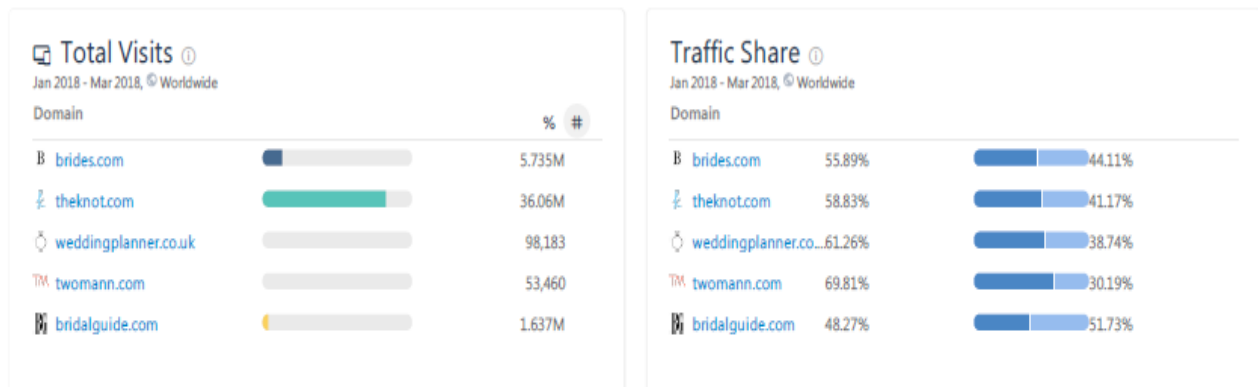 Total Visits
Jan 2018 - Mar 2018, Worldwide
Domain
% #
B brides.com 5.735M
theknot.com 36.06M
weddingplanner.co.uk 98,183
TM twomann.com 53,460
bridalguide.com 1.637M
Traffic Share
Jan 2018 - Mar 2018, Worldwide
Domain
B brides.com 55.89% 44.11%
theknot.com 58.83% 41.17%
weddingplanner.co....61.26% 38.74%
TM twomann.com 69.81% 30.19%
bridalguide.com 48.27% 51.73%